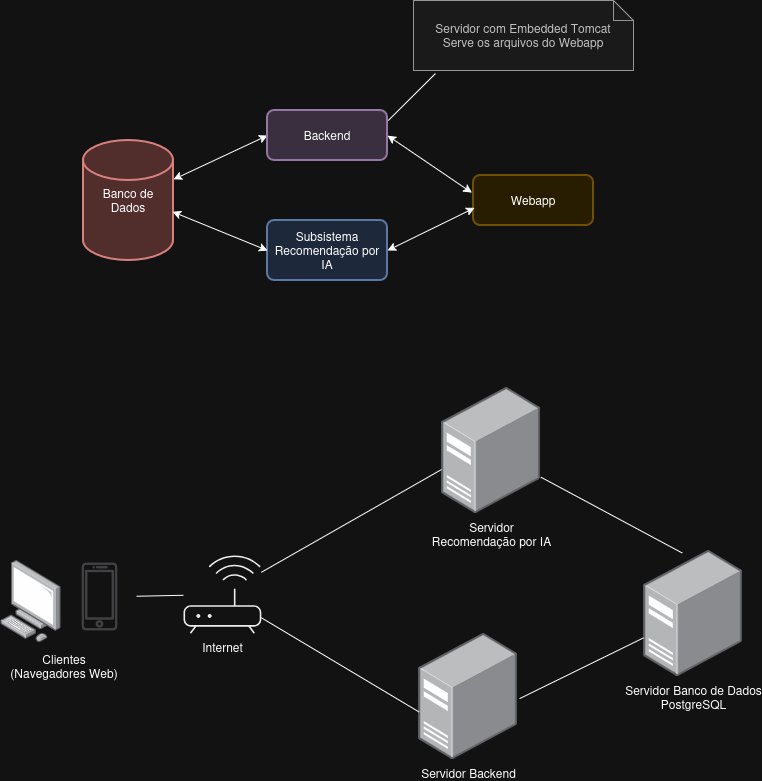 Servidor com Embedded Tomcat
Serve os arquivos do Webapp
Backend
Banco de
Dados
Webapp
Subsistema
Recomendação por
IA
Servidor
Recomendação por IA
Internet
Clientes
(Navegadores Web)
Servidor Banco de Dados
PostgreSQL
Servidor Backend